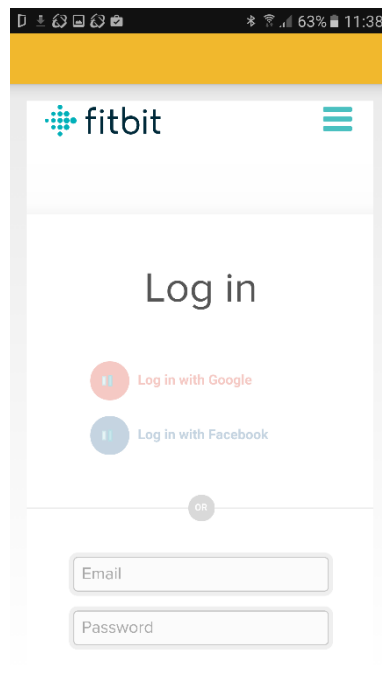 63% 11:38
fitbit
Log in
Log in with Google
Log in with Facebook
OR
Email
Password